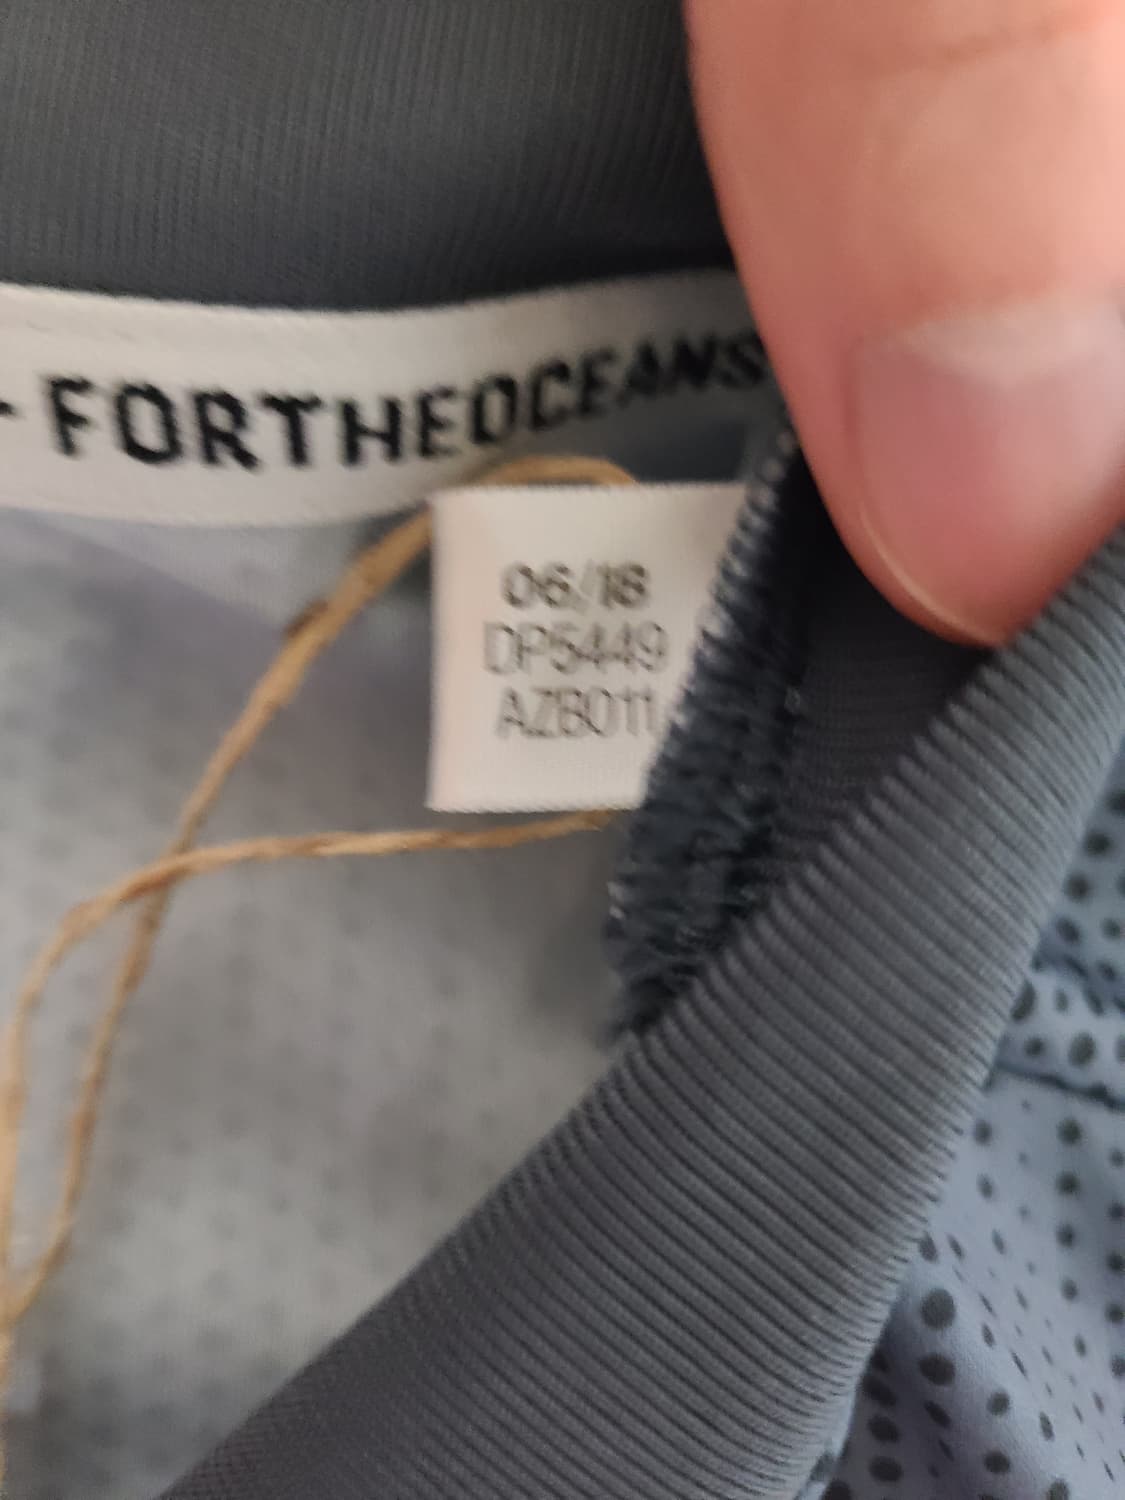 FORTHEOCEANS
06/18
DP5449
AZB011